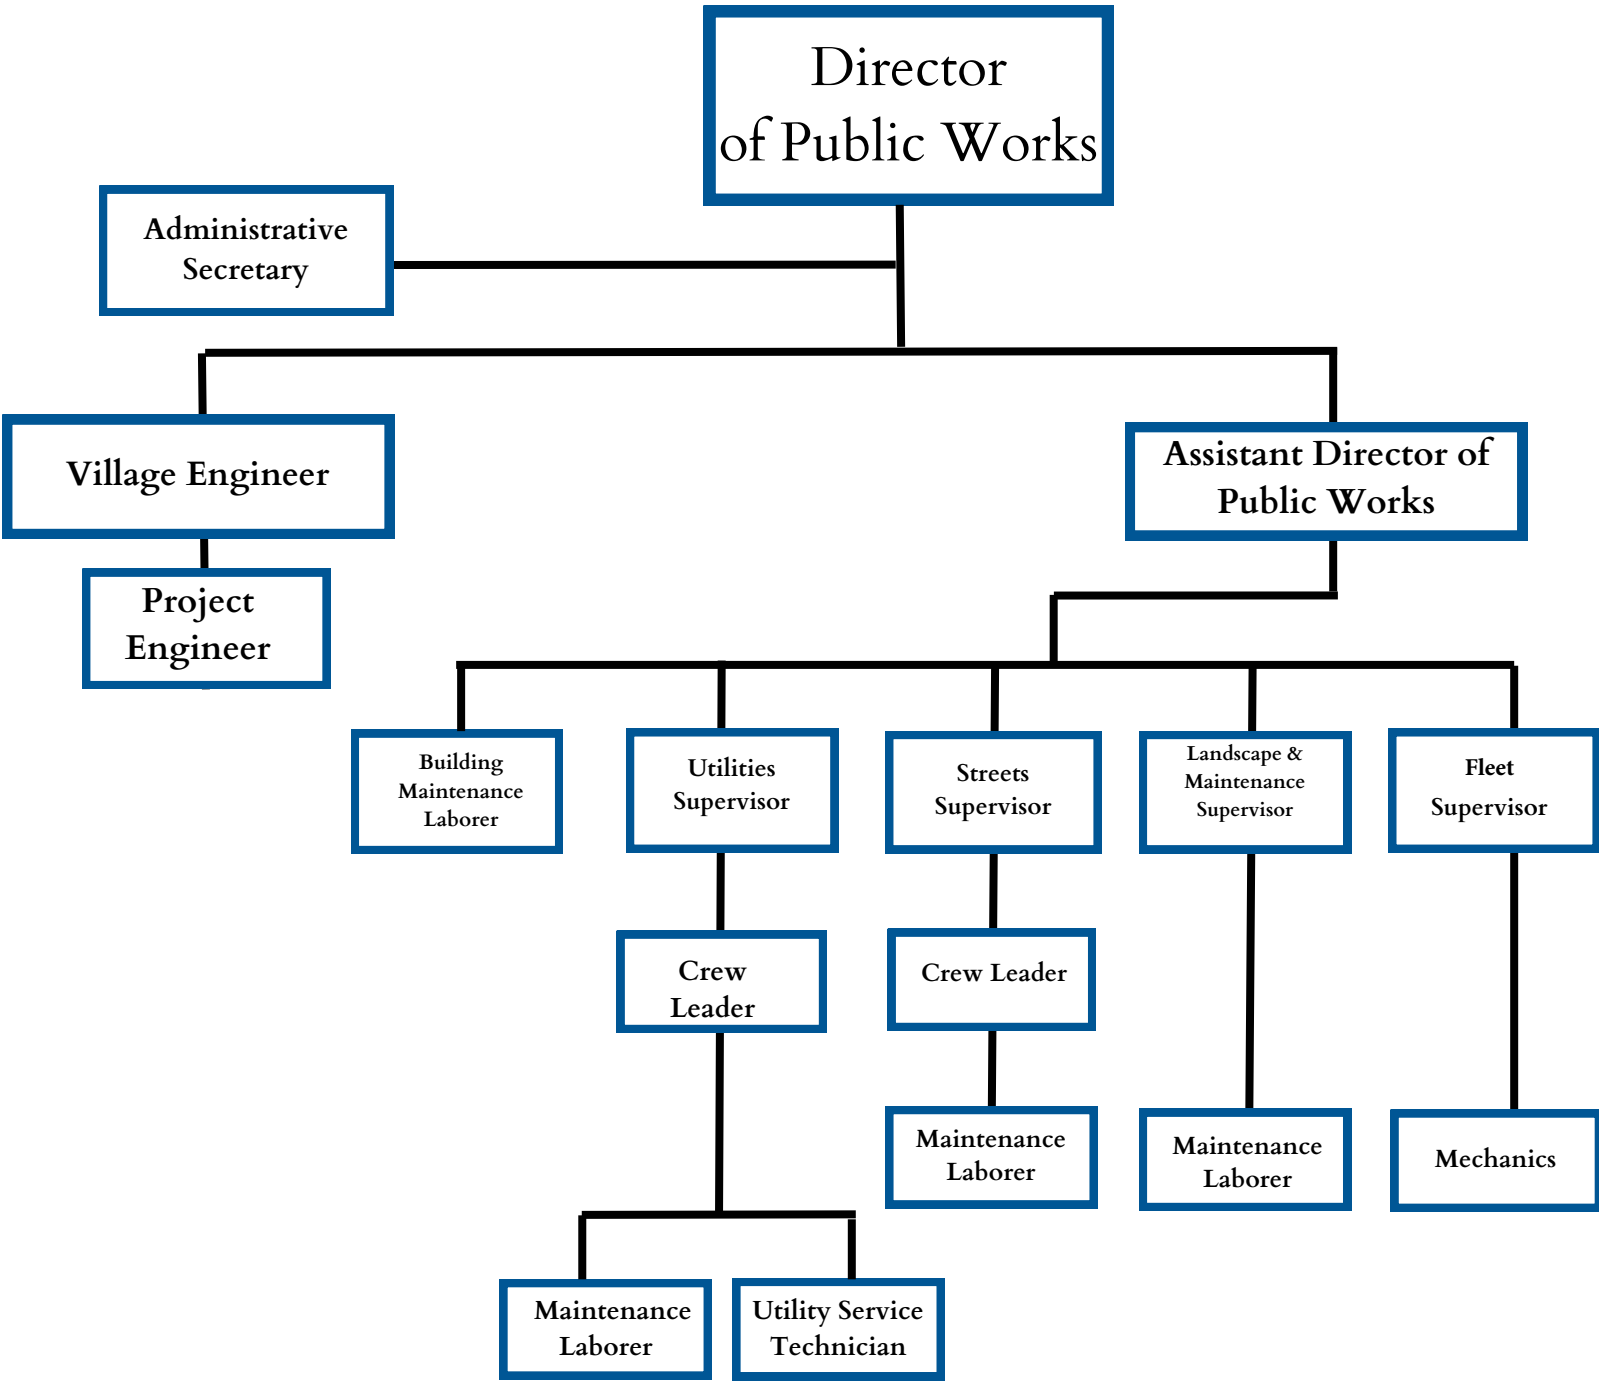 Director
of Public Works
Administrative
Secretary
Village Engineer
Assistant Director of
Public Works
Project
Engineer
Building
Maintenance
Laborer
Utilities
Supervisor
Streets
Supervisor
Landscape &
Maintenance
Supervisor
Fleet
Supervisor
Crew
Leader
Crew Leader
Maintenance
Laborer
Maintenance
Laborer
Mechanics
Maintenance
Laborer
Utility Service
Technician